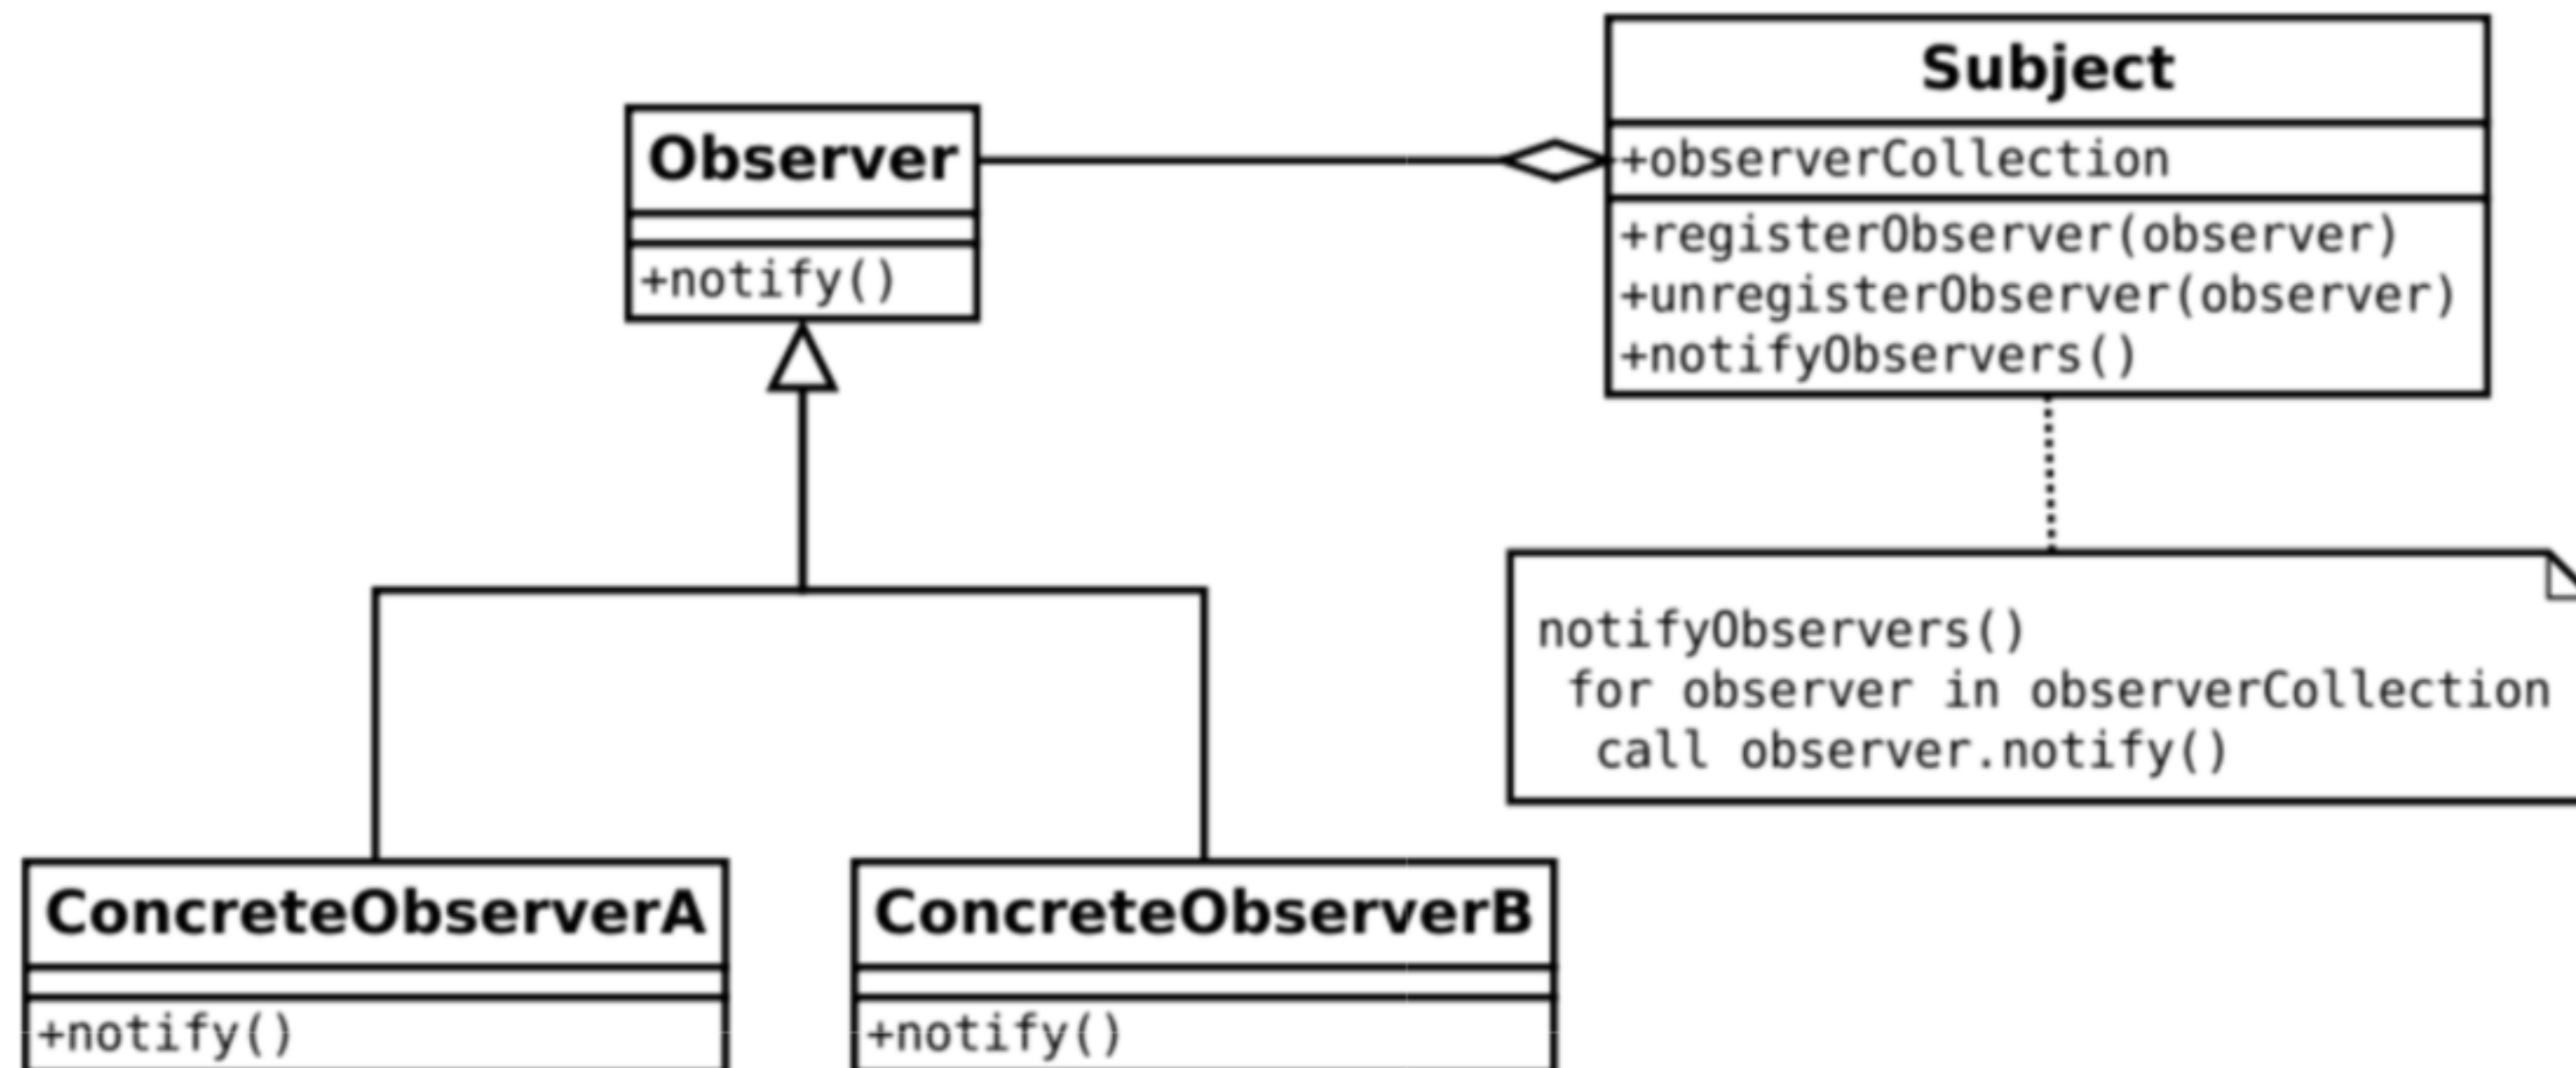 Observer
+notify()
Subject
+observerCollection
+registerObserver(observer)
+unregisterObserver(observer)
+notifyObservers()
notifyObservers()
for observer in observerCollection
call observer.notify()
ConcreteObserverA
+notify()
ConcreteObserverB
+notify()